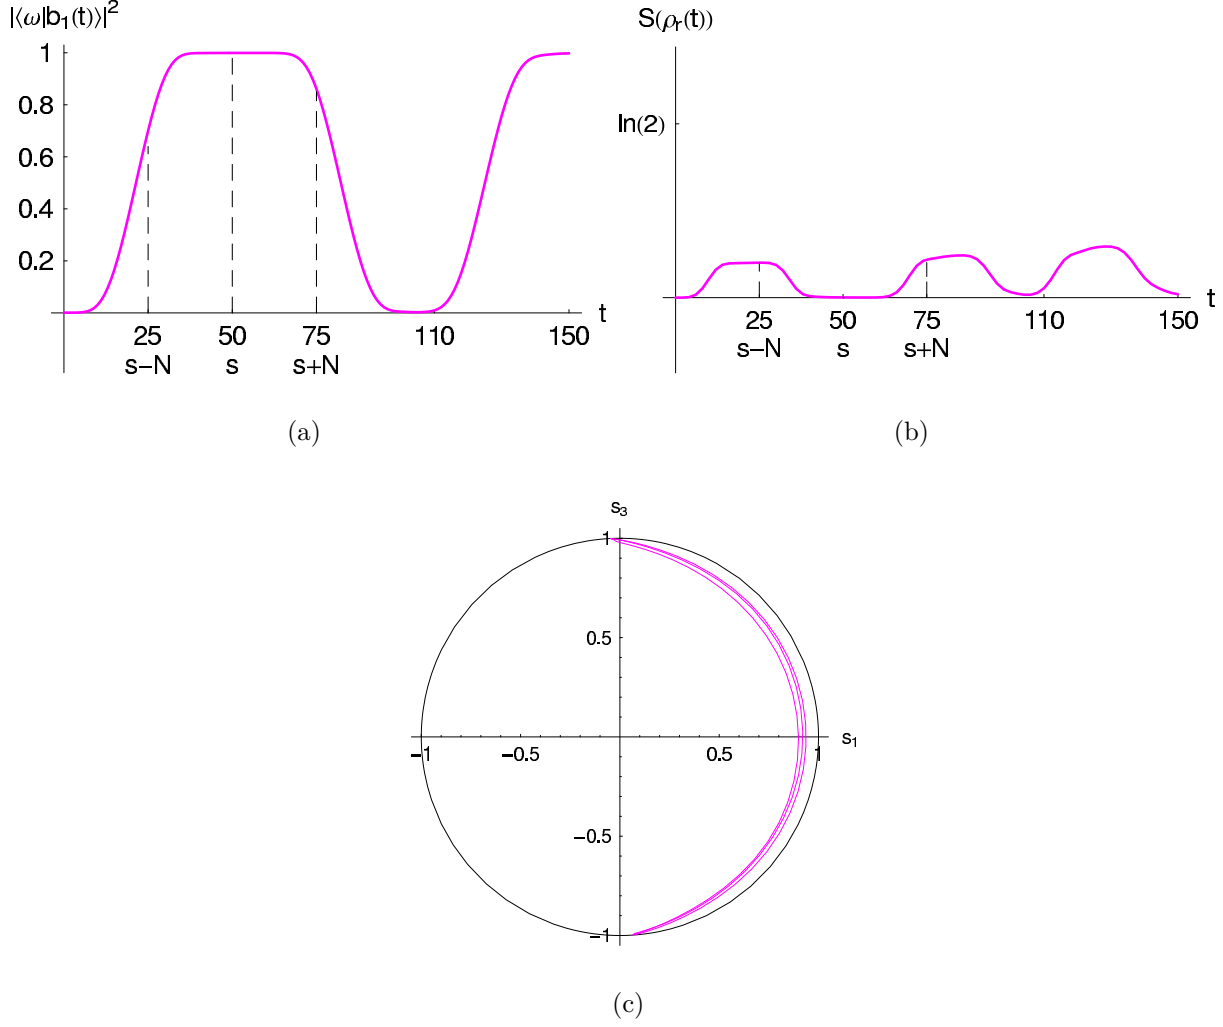 |⟨ω|b₁(t)⟩|²
1
0.8
0.6
0.4
0.2
25 50 75 110 150 t
s−N s s+N
(a)
S(ρᵣ(t))
ln(2)
25 50 75 110 150 t
s−N s s+N
(b)
s₃
1
0.5
−1 −0.5 0.5 1 s₁
−0.5
−1
(c)